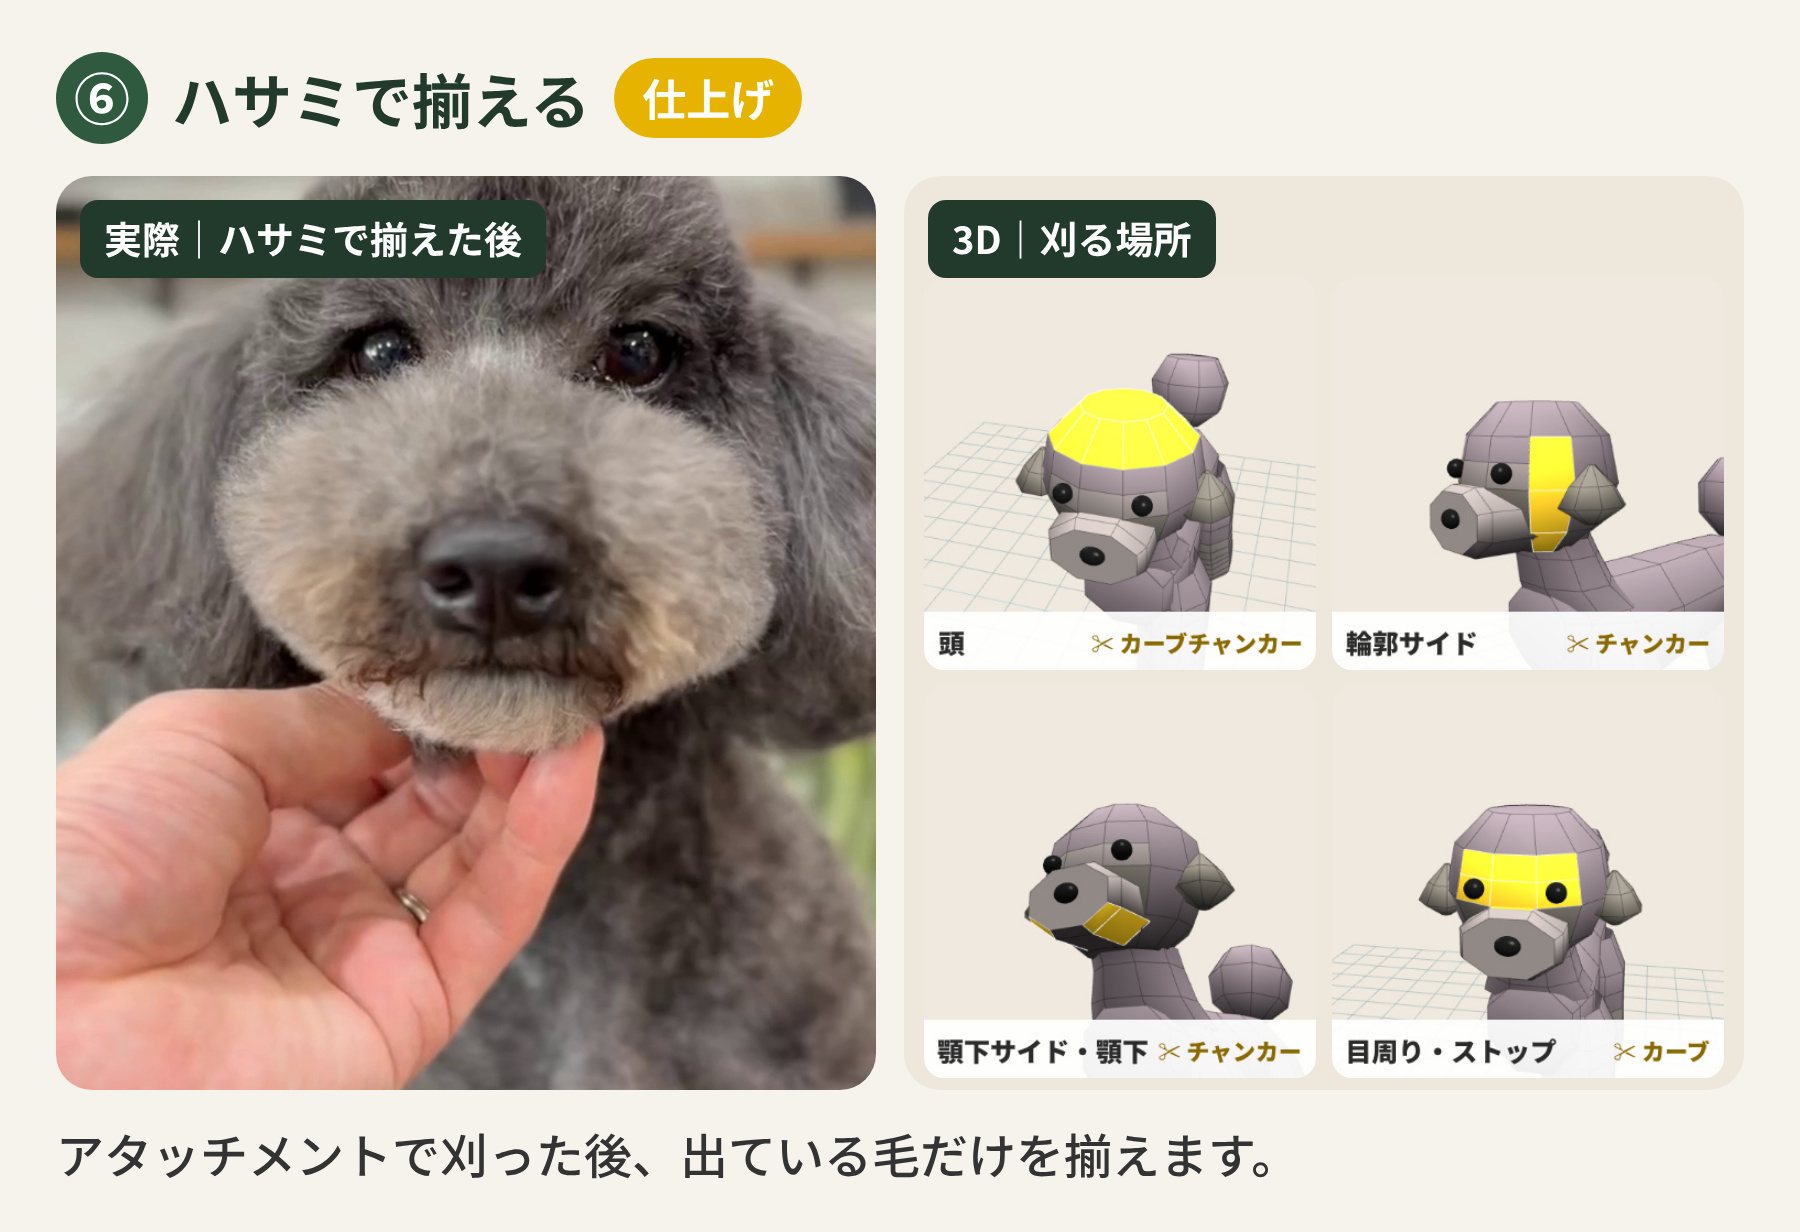 ⑥ ハサミで揃える 仕上げ
実際｜ハサミで揃えた後
3D｜刈る場所
頭 ✂ カーブチャンカー
輪郭サイド ✂ チャンカー
顎下サイド・顎下 ✂ チャンカー
目周り・ストップ ✂ カーブ
アタッチメントで刈った後、出ている毛だけを揃えます。